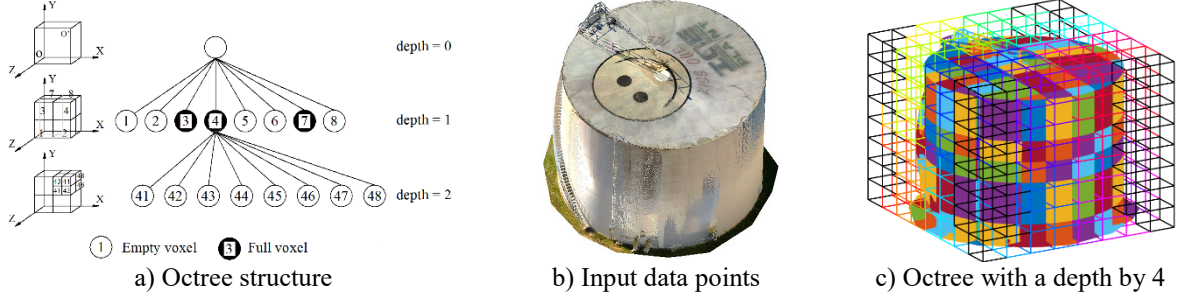 Y
O'
O
X
Z
depth = 0
Y
7 8
3 4
1 2
X
Z
1 2 3 4 5 6 7 8
depth = 1
Y
X
Z
41 42 43 44 45 46 47 48
depth = 2
1 Empty voxel 3 Full voxel
a) Octree structure
b) Input data points
c) Octree with a depth by 4